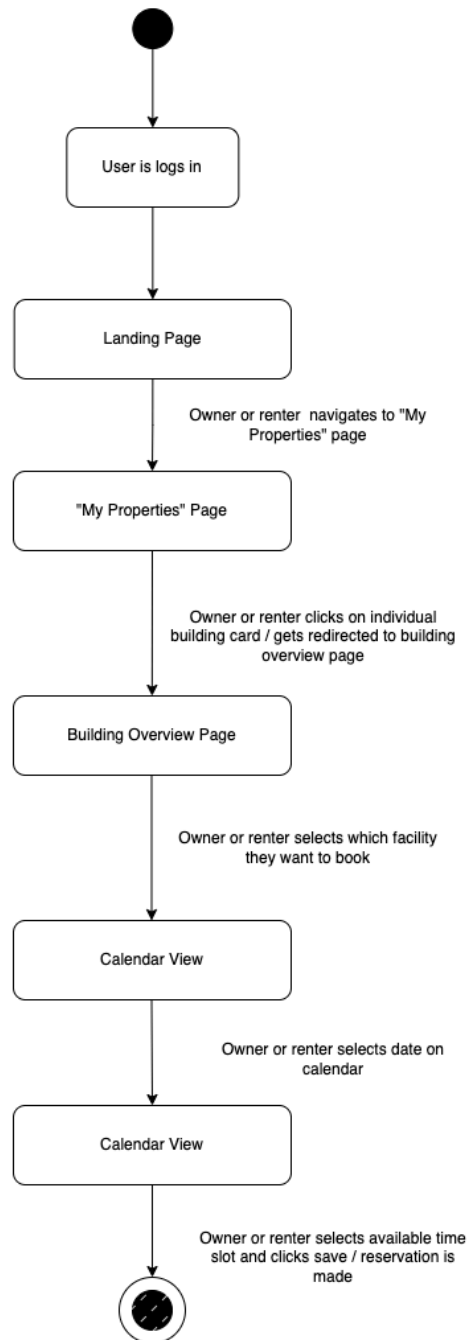 User is logs in
Landing Page
Owner or renter  navigates to "My
Properties" page
"My Properties" Page
Owner or renter clicks on individual
building card / gets redirected to building
overview page
Building Overview Page
Owner or renter selects which facility
they want to book
Calendar View
Owner or renter selects date on
calendar
Calendar View
Owner or renter selects available time
slot and clicks save / reservation is
made